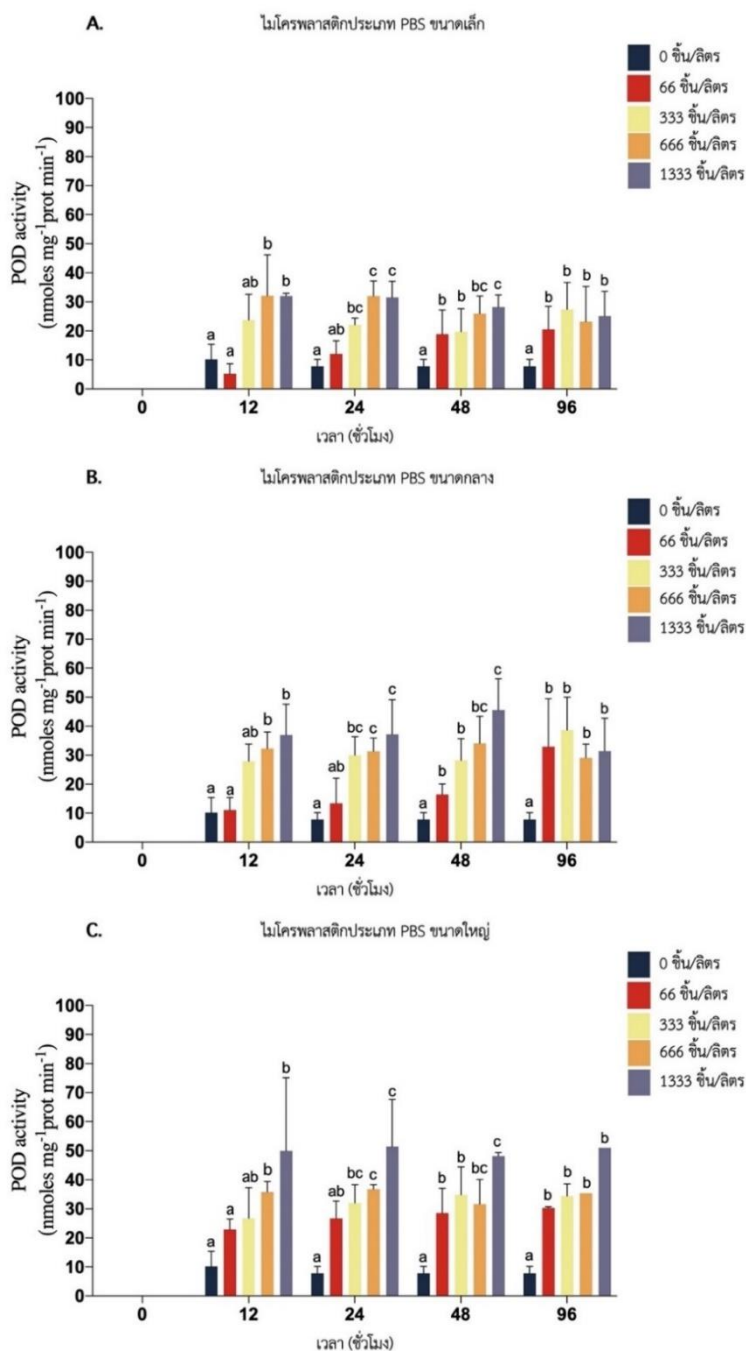 A.
ไมโครพลาสติกประเภท PBS ขนาดเล็ก
0 ชิ้น/ลิตร
66 ชิ้น/ลิตร
333 ชิ้น/ลิตร
666 ชิ้น/ลิตร
1333 ชิ้น/ลิตร
POD activity
(nmoles mg⁻¹prot min⁻¹)
100
90
80
70
60
50
40
30
20
10
0
a a ab b b
a ab bc c c
a b b bc c
a b b b b
0 12 24 48 96
เวลา (ชั่วโมง)
B.
ไมโครพลาสติกประเภท PBS ขนาดกลาง
0 ชิ้น/ลิตร
66 ชิ้น/ลิตร
333 ชิ้น/ลิตร
666 ชิ้น/ลิตร
1333 ชิ้น/ลิตร
POD activity
(nmoles mg⁻¹prot min⁻¹)
100
90
80
70
60
50
40
30
20
10
0
a a ab b b
a ab bc c c
a b b bc c
a b b b b
0 12 24 48 96
เวลา (ชั่วโมง)
C.
ไมโครพลาสติกประเภท PBS ขนาดใหญ่
0 ชิ้น/ลิตร
66 ชิ้น/ลิตร
333 ชิ้น/ลิตร
666 ชิ้น/ลิตร
1333 ชิ้น/ลิตร
POD activity
(nmoles mg⁻¹prot min⁻¹)
100
90
80
70
60
50
40
30
20
10
0
a a ab b b
a ab bc c c
a b b bc c
a b b b b
0 12 24 48 96
เวลา (ชั่วโมง)